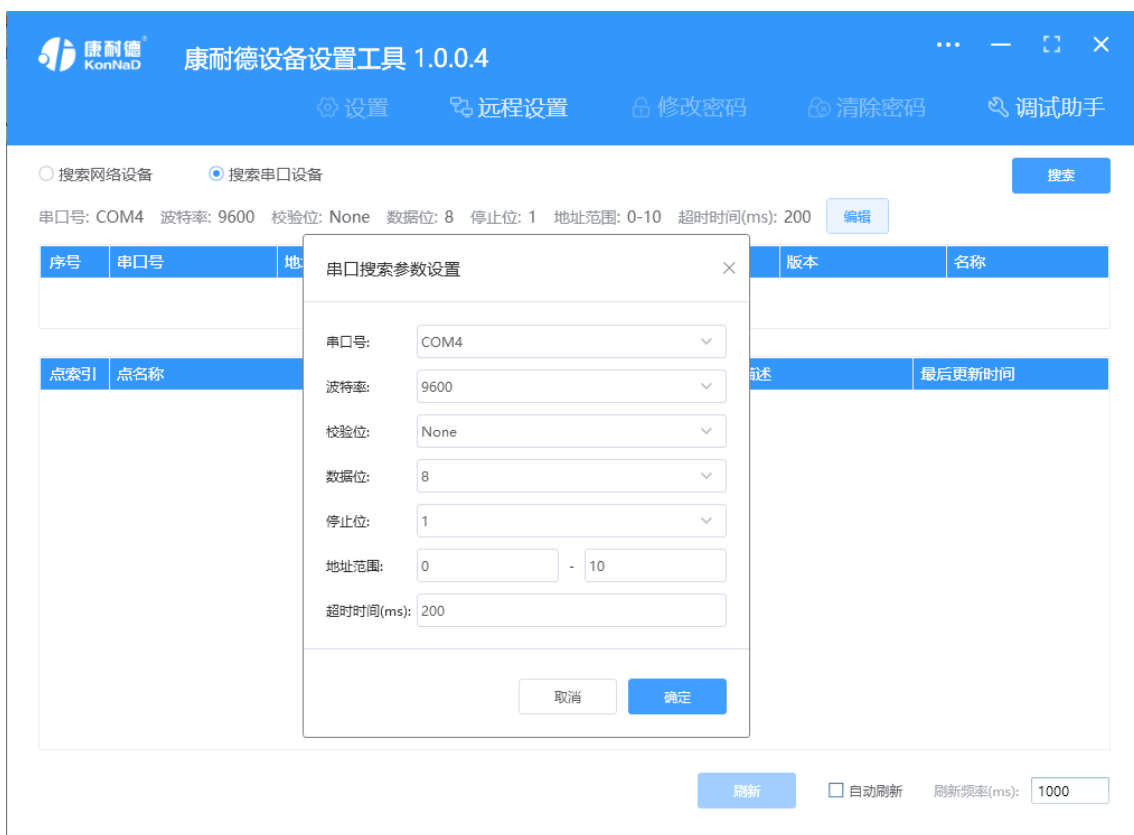 康耐德® KonNaD 康耐德设备设置工具 1.0.0.4
设置 远程设置 修改密码 清除密码 调试助手
搜索网络设备 搜索串口设备 搜索
串口号: COM4 波特率: 9600 校验位: None 数据位: 8 停止位: 1 地址范围: 0-10 超时时间(ms): 200 编辑
序号 串口号 版本 名称
串口搜索参数设置
串口号: COM4
点索引 点名称 最后更新时间
波特率: 9600
校验位: None
数据位: 8
停止位: 1
地址范围: 0 - 10
超时时间(ms): 200
取消 确定
刷新 自动刷新 刷新频率(ms): 1000